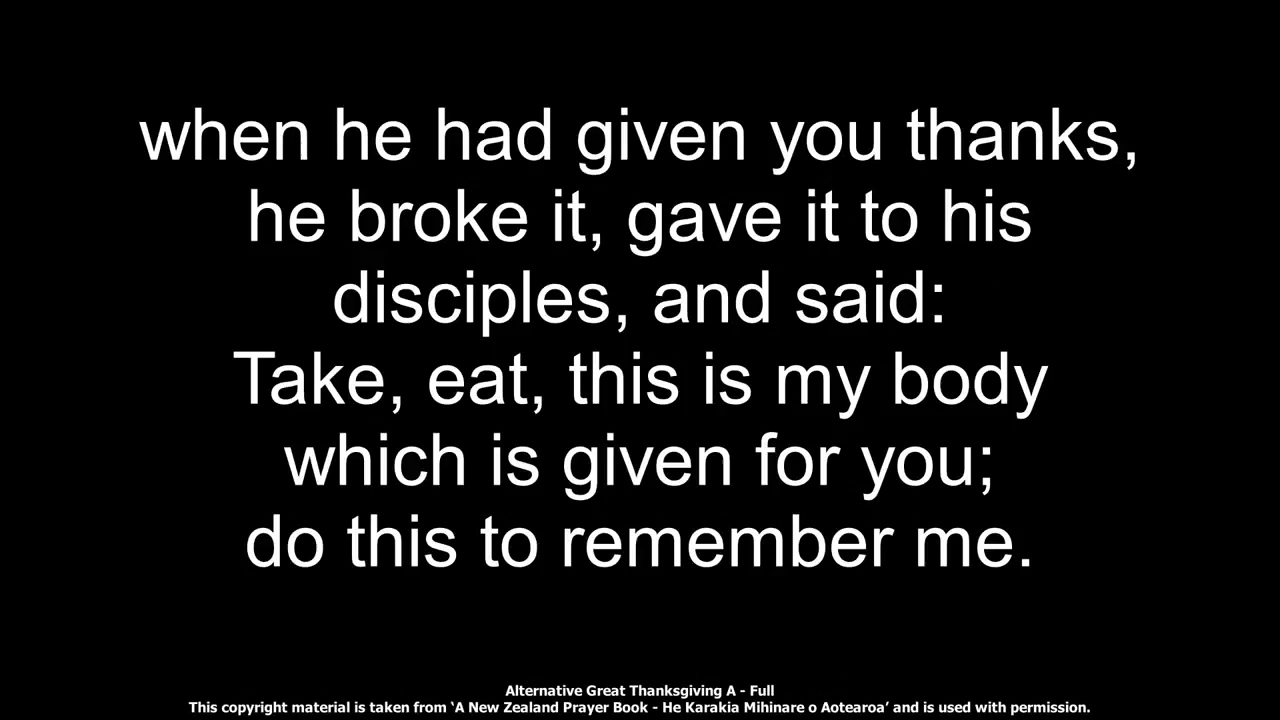 when he had given you thanks,
he broke it, gave it to his
disciples, and said:
Take, eat, this is my body
which is given for you;
do this to remember me.
Alternative Great Thanksgiving A - Full
This copyright material is taken from ‘A New Zealand Prayer Book - He Karakia Mihinare o Aotearoa’ and is used with permission.